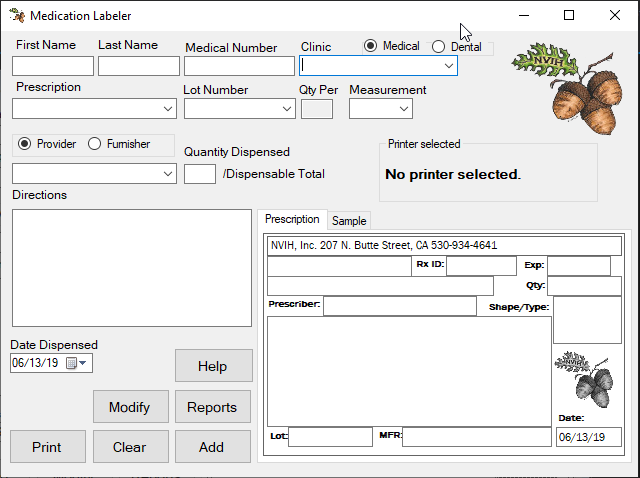 Medication Labeler
First Name Last Name Medical Number Clinic Medical Dental
NVIH
Prescription Lot Number Qty Per Measurement
Provider Furnisher
Quantity Dispensed
/Dispensable Total
Printer selected
No printer selected.
Directions
Prescription Sample
NVIH, Inc. 207 N. Butte Street, CA 530-934-4641
Rx ID: Exp:
Qty:
Prescriber: Shape/Type:
Date Dispensed
06/13/19
Help
NVIH
Modify Reports
Date:
Lot: MFR: 06/13/19
Print Clear Add